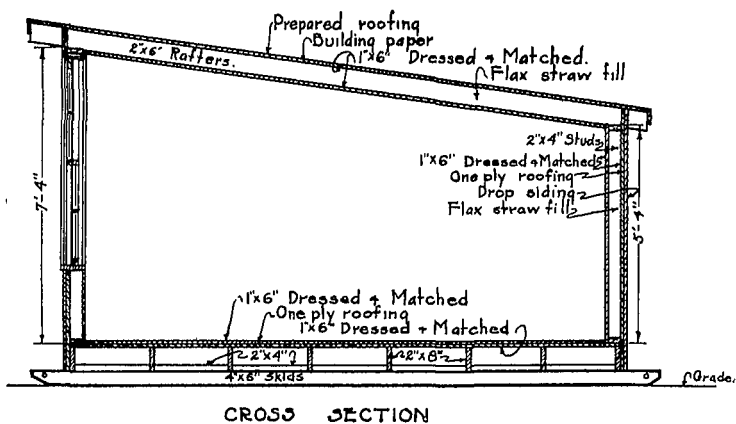 Prepared roofing
Building paper
2"x6" Rafters.
1"x6" Dressed & Matched.
Flax straw fill
2"x4" Studs
1"x6" Dressed & Matched
One ply roofing
Drop siding
Flax straw fill
7'-4"
5'-4"
1"x6" Dressed & Matched
One ply roofing
1"x6" Dressed & Matched
2"x4"
2"x8"
4"x6" Skids
Grade.
CROSS SECTION